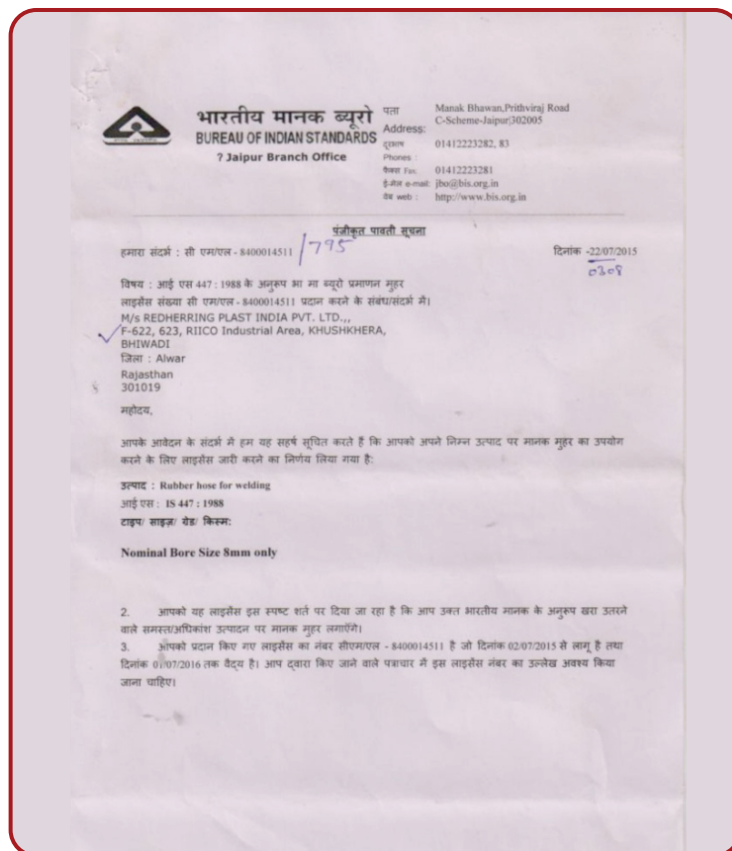 भारतीय मानक ब्यूरो
BUREAU OF INDIAN STANDARDS
? Jaipur Branch Office
पता
Address:
Manak Bhawan,Prithviraj Road
C-Scheme-Jaipur,302005
दूरभाष
Phones :
01412223282, 83
फैक्स Fax
01412223281
ई-मेल e-mail:
jbo@bis.org.in
वेब web :
http://www.bis.org.in
पंजीकृत पावती सूचना
हमारा संदर्भ : सी एम/एल - 8400014511 /795
दिनांक -22/07/2015
0308
विषय : आई एस 447 : 1988 के अनुरूप भा मा ब्यूरो प्रमाणन मुहर
लाइसेंस संख्या सी एम/एल - 8400014511 प्रदान करने के संबंध/संदर्भ में।
M/s REDHERRING PLAST INDIA PVT. LTD.,,
F-622, 623, RIICO Industrial Area, KHUSHKHERA,
BHIWADI
जिला : Alwar
Rajasthan
301019
महोदय,
आपके आवेदन के संदर्भ में हम यह सहर्ष सूचित करते हैं कि आपको अपने निम्न उत्पाद पर मानक मुहर का उपयोग
करने के लिए लाइसेंस जारी करने का निर्णय लिया गया है:
उत्पाद : Rubber hose for welding
आई एस : IS 447 : 1988
टाइप/ साइज़/ ग्रेड/ किस्म:
Nominal Bore Size 8mm only
2. आपको यह लाइसेंस इस स्पष्ट शर्त पर दिया जा रहा है कि आप उक्त भारतीय मानक के अनुरूप खरा उतरने
वाले समस्त/अधिकांश उत्पादन पर मानक मुहर लगाएँगे।
3. आपको प्रदान किए गए लाइसेंस का नंबर सीएम/एल - 8400014511 है जो दिनांक 02/07/2015 से लागू है तथा
दिनांक 01/07/2016 तक वैद्य है। आप द्वारा किए जाने वाले पत्राचार में इस लाइसेंस नंबर का उल्लेख अवश्य किया
जाना चाहिए।